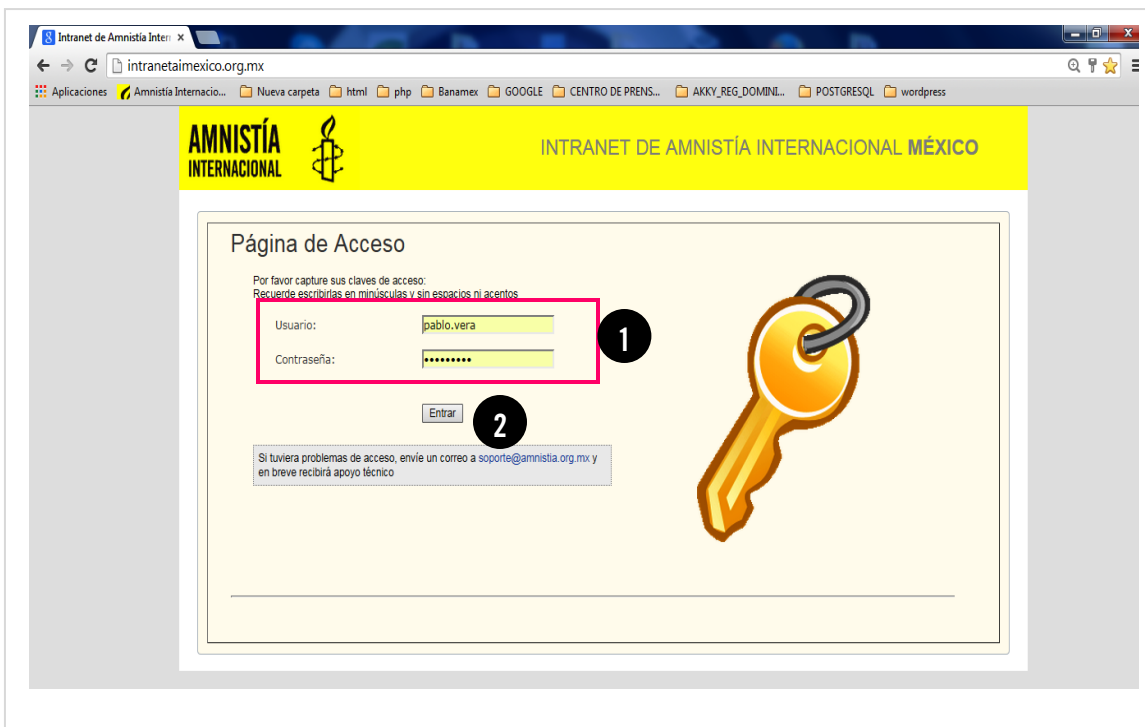 Intranet de Amnistía Intern
intranetaimexico.org.mx
Aplicaciones Amnistía Internacio... Nueva carpeta html php Banamex GOOGLE CENTRO DE PRENS... AKKY_REG_DOMINI... POSTGRESQL wordpress
AMNISTÍA
INTERNACIONAL
INTRANET DE AMNISTÍA INTERNACIONAL MÉXICO
Página de Acceso
Por favor capture sus claves de acceso:
Recuerde escribirlas en minúsculas y sin espacios ni acentos
Usuario: pablo.vera
1
Contraseña: •••••••••
Entrar
2
Si tuviera problemas de acceso, envíe un correo a soporte@amnistia.org.mx y
en breve recibirá apoyo técnico